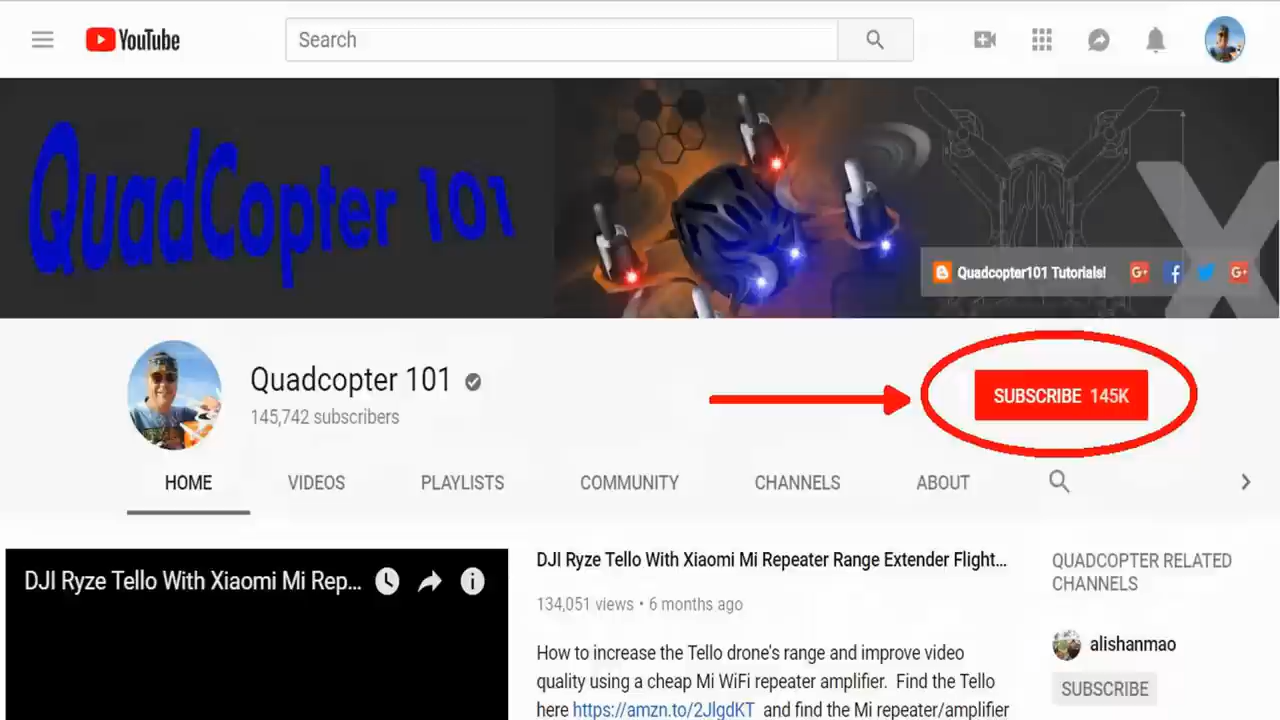 YouTube
Search
QuadCopter 101
X
Quadcopter101 Tutorials!
G+ f G+
Quadcopter 101
145,742 subscribers
SUBSCRIBE 145K
HOME VIDEOS PLAYLISTS COMMUNITY CHANNELS ABOUT
DJI Ryze Tello With Xiaomi Mi Rep...
DJI Ryze Tello With Xiaomi Mi Repeater Range Extender Flight...
134,051 views • 6 months ago
How to increase the Tello drone's range and improve video
quality using a cheap Mi WiFi repeater amplifier. Find the Tello
here https://amzn.to/2JlgdKT and find the Mi repeater/amplifier
QUADCOPTER RELATED
CHANNELS
alishanmao
SUBSCRIBE